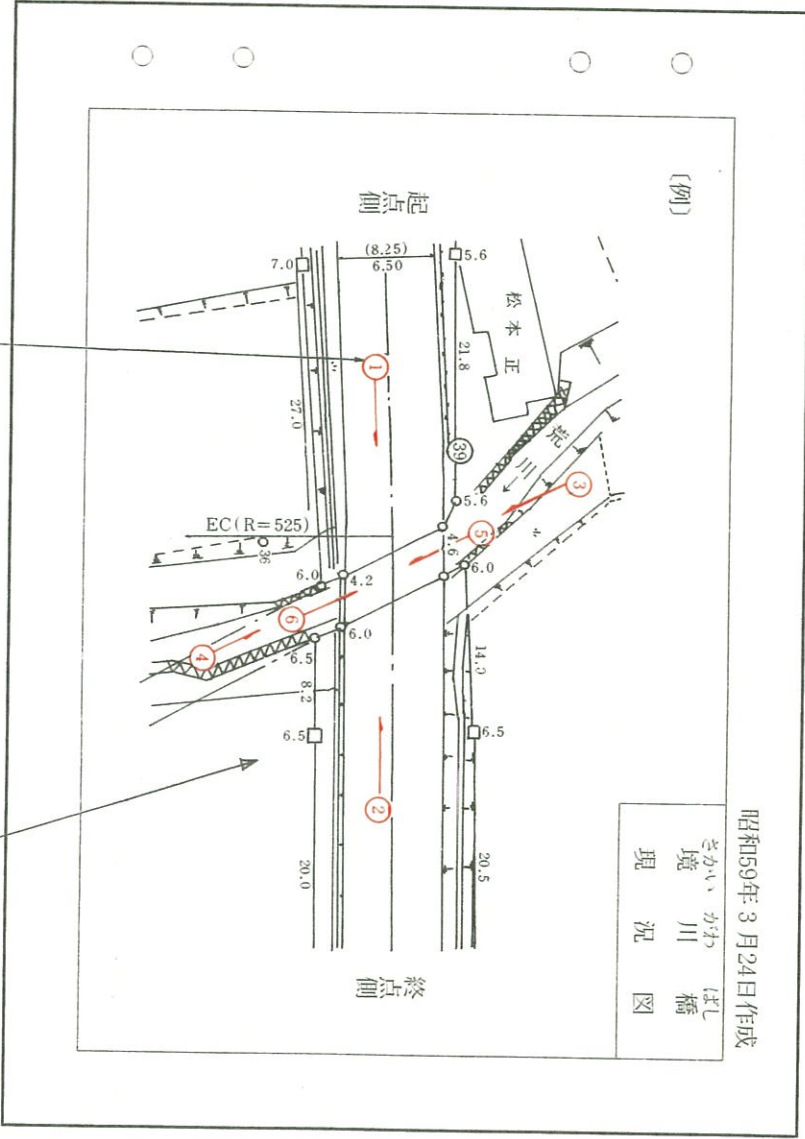 昭和59年3月24日作成
さかい がわ ばし
境川橋
現況図
〔例〕
起点側
終点側
(8.25)
6.50
7.0
5.6
松本正
21.8
27.0
①
39
荒川
③
5.6
⑤
4.6
6.0
EC(R=525)
36
6.0
4.2
⑥
6.0
④
6.5
8.2
14.0
6.5
6.5
②
20.0
20.5